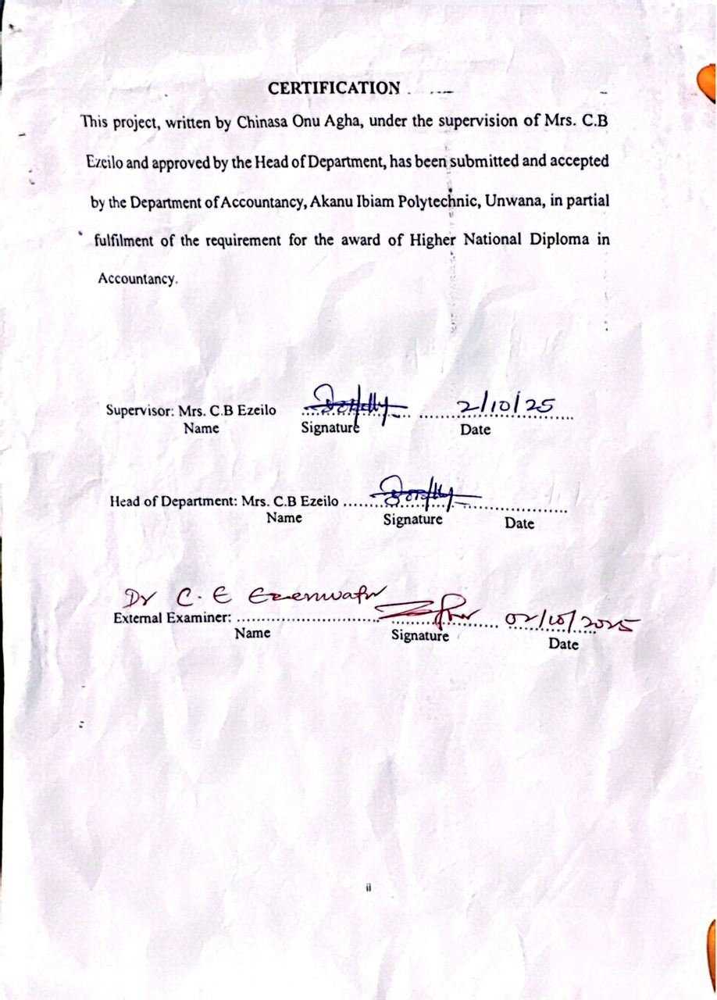 CERTIFICATION
This project, written by Chinasa Onu Agha, under the supervision of Mrs. C.B
Ezeilo and approved by the Head of Department, has been submitted and accepted
by the Department of Accountancy, Akanu Ibiam Polytechnic, Unwana, in partial
fulfilment of the requirement for the award of Higher National Diploma in
Accountancy.
Supervisor: Mrs. C.B Ezeilo .......................... 2/10/25
Name Signature Date
Head of Department: Mrs. C.B Ezeilo ..............................................................
Name Signature Date
Dr C. E
External Examiner: ........................................ 02/10/2025
Name Signature Date
ii